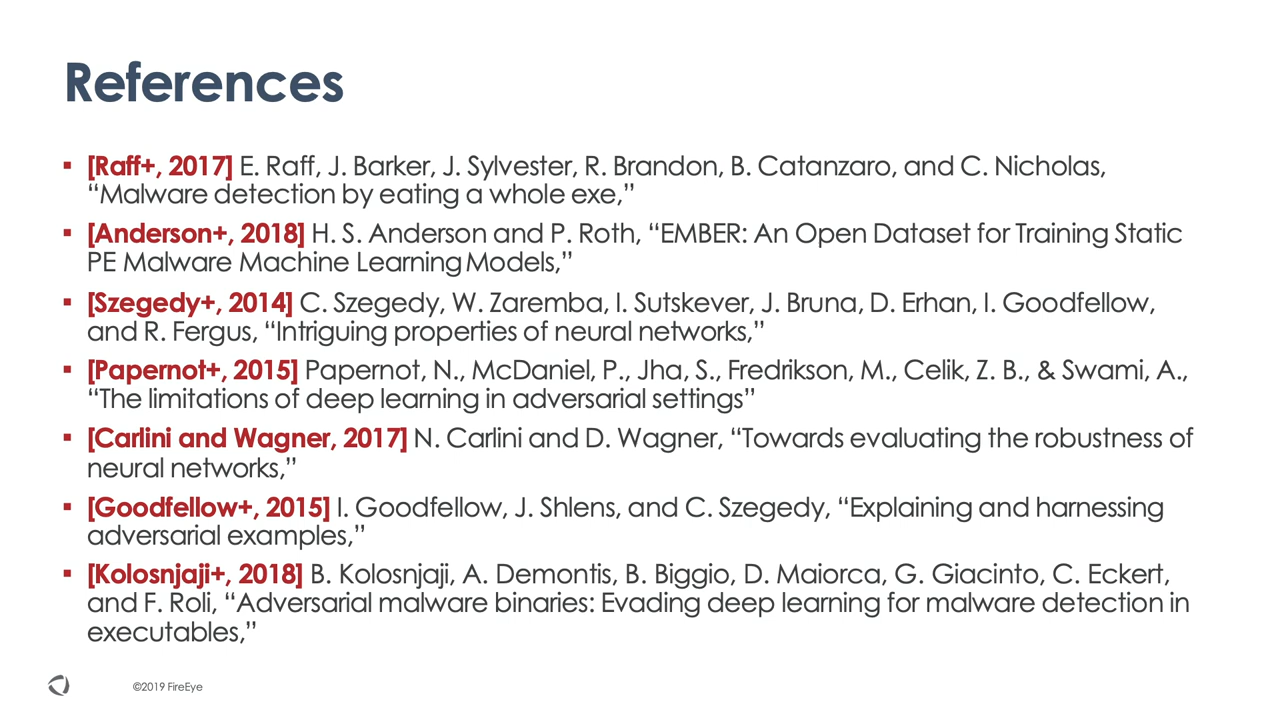 References
▪ [Raff+, 2017] E. Raff, J. Barker, J. Sylvester, R. Brandon, B. Catanzaro, and C. Nicholas,
“Malware detection by eating a whole exe,”
▪ [Anderson+, 2018] H. S. Anderson and P. Roth, “EMBER: An Open Dataset for Training Static
PE Malware Machine Learning Models,”
▪ [Szegedy+, 2014] C. Szegedy, W. Zaremba, I. Sutskever, J. Bruna, D. Erhan, I. Goodfellow,
and R. Fergus, “Intriguing properties of neural networks,”
▪ [Papernot+, 2015] Papernot, N., McDaniel, P., Jha, S., Fredrikson, M., Celik, Z. B., & Swami, A.,
“The limitations of deep learning in adversarial settings”
▪ [Carlini and Wagner, 2017] N. Carlini and D. Wagner, “Towards evaluating the robustness of
neural networks,”
▪ [Goodfellow+, 2015] I. Goodfellow, J. Shlens, and C. Szegedy, “Explaining and harnessing
adversarial examples,”
▪ [Kolosnjaji+, 2018] B. Kolosnjaji, A. Demontis, B. Biggio, D. Maiorca, G. Giacinto, C. Eckert,
and F. Roli, “Adversarial malware binaries: Evading deep learning for malware detection in
executables,”
©2019 FireEye